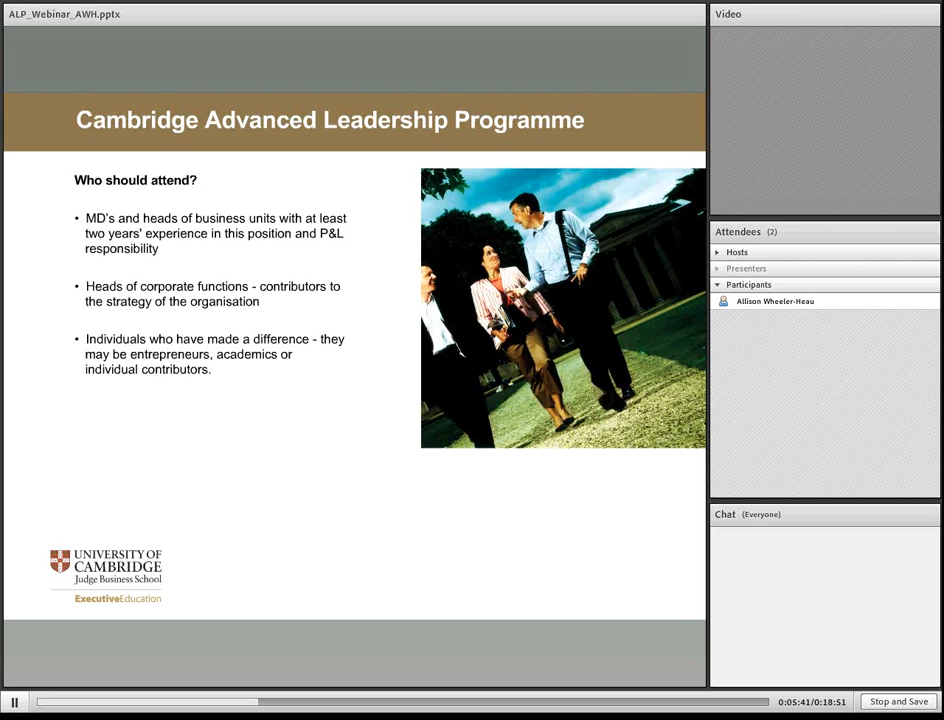 ALP_Webinar_AWH.pptx
Cambridge Advanced Leadership Programme
Who should attend?
• MD's and heads of business units with at least
two years' experience in this position and P&L
responsibility
• Heads of corporate functions - contributors to
the strategy of the organisation
• Individuals who have made a difference - they
may be entrepreneurs, academics or
individual contributors.
UNIVERSITY OF
CAMBRIDGE
Judge Business School
ExecutiveEducation
Video
Attendees (2)
Hosts
Presenters
Participants
Allison Wheeler-Heau
Chat (Everyone)
0:05:41/0:18:51
Stop and Save